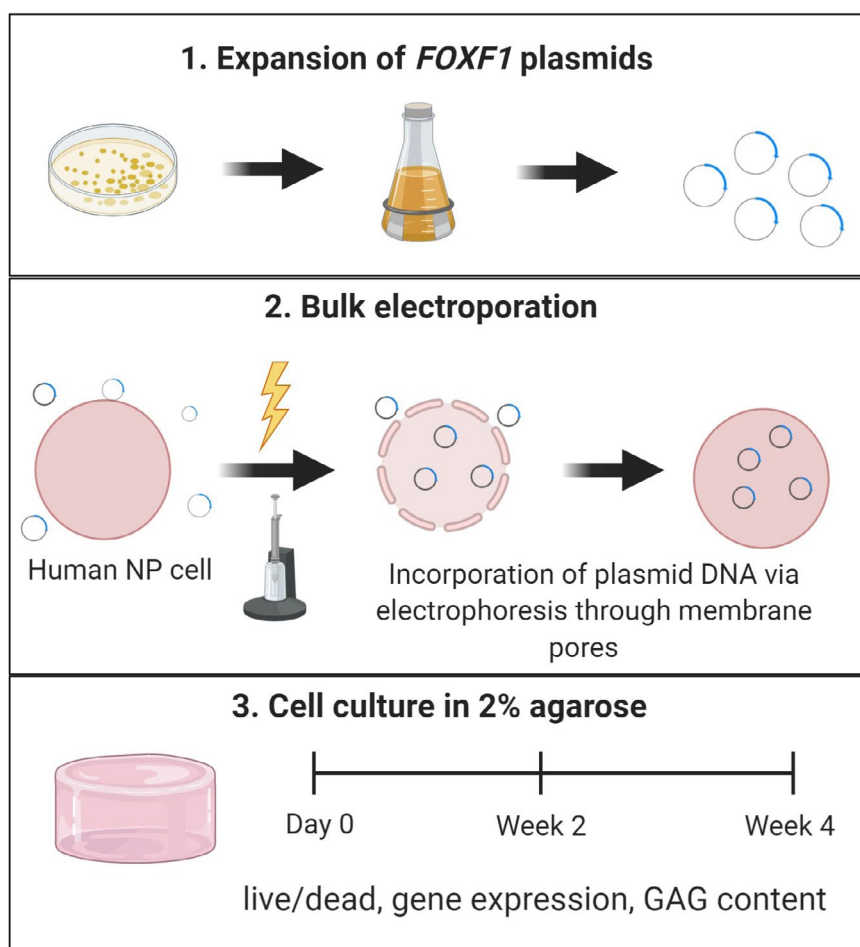 1. Expansion of FOXF1 plasmids
2. Bulk electroporation
Human NP cell
Incorporation of plasmid DNA via
electrophoresis through membrane
pores
3. Cell culture in 2% agarose
Day 0
Week 2
Week 4
live/dead, gene expression, GAG content